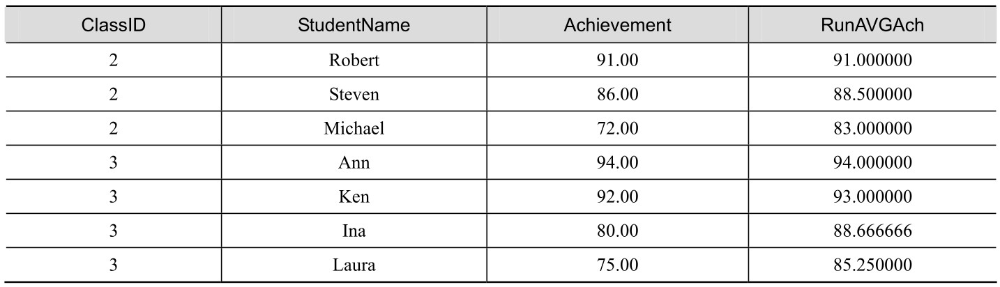 ClassID StudentName Achievement RunAVGAch
2 Robert 91.00 91.000000
2 Steven 86.00 88.500000
2 Michael 72.00 83.000000
3 Ann 94.00 94.000000
3 Ken 92.00 93.000000
3 Ina 80.00 88.666666
3 Laura 75.00 85.250000